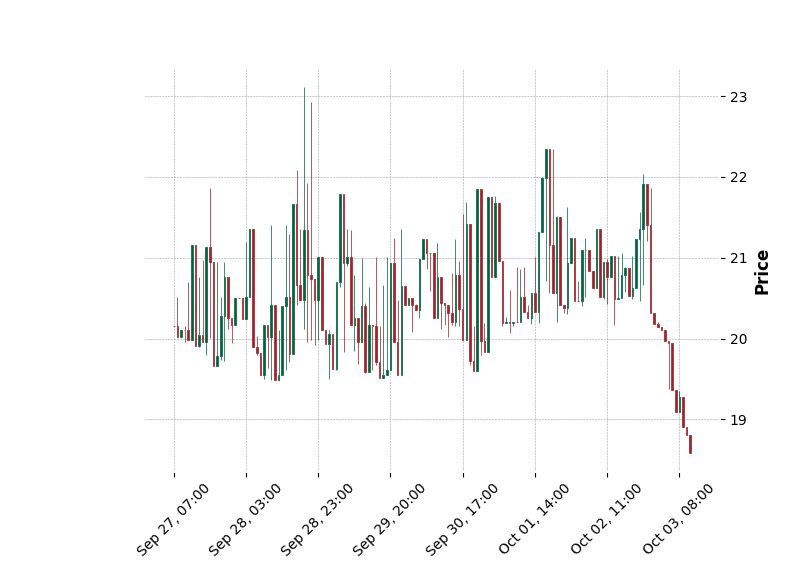 23
22
21
20
19
Price
Sep 27, 07:00
Sep 28, 03:00
Sep 28, 23:00
Sep 29, 20:00
Sep 30, 17:00
Oct 01, 14:00
Oct 02, 11:00
Oct 03, 08:00